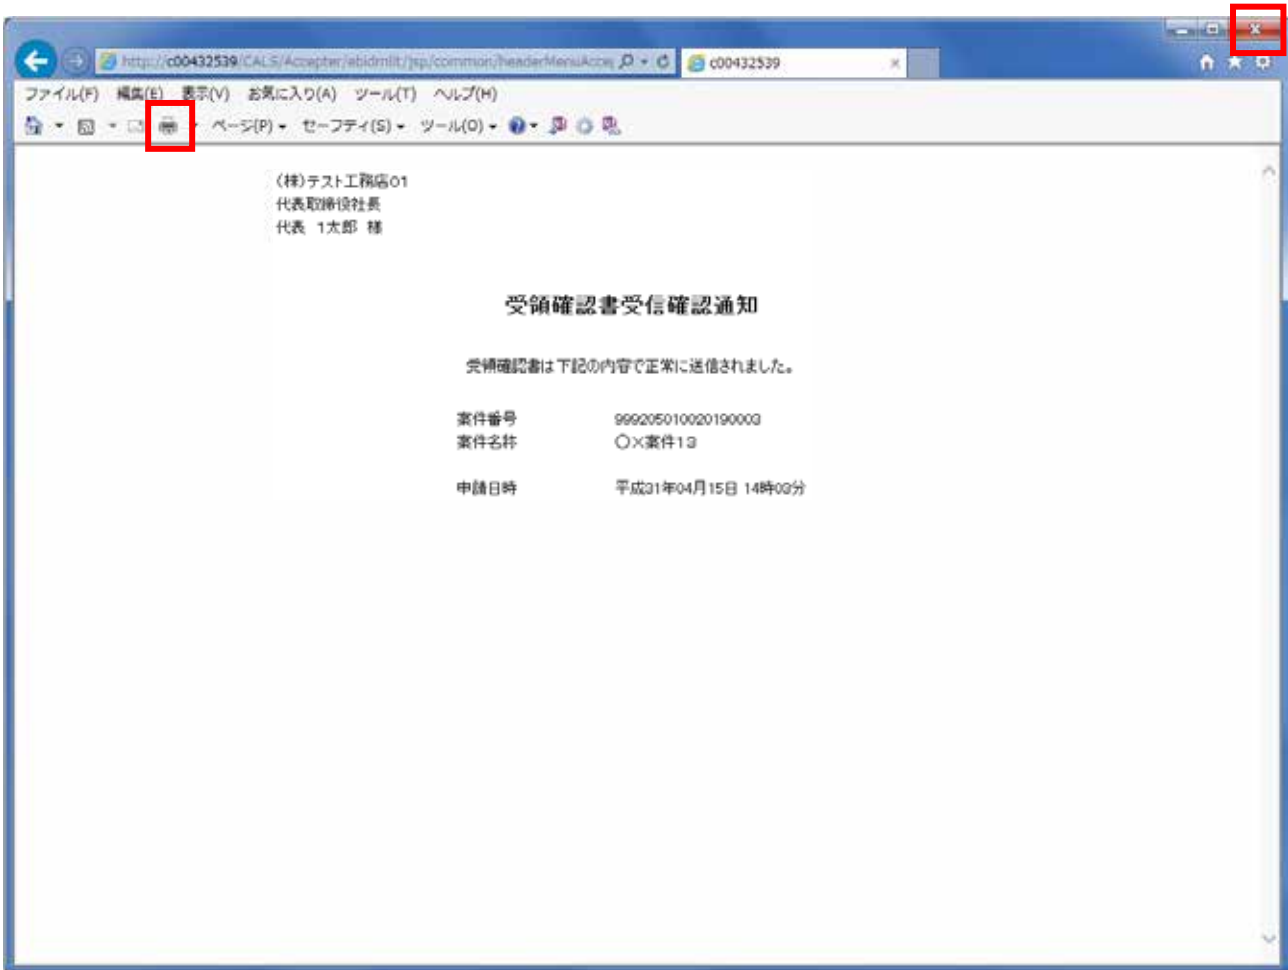 http://c00432539/CALS/Accepter/ebidmlit/jsp/common/headerMenuAccep
c00432539
ファイル(F) 編集(E) 表示(V) お気に入り(A) ツール(T) ヘルプ(H)
ページ(P) セーフティ(S) ツール(O)
(株)テスト工務店01
代表取締役社長
代表 1太郎 様
受領確認書受信確認通知
受領確認書は下記の内容で正常に送信されました。
案件番号 999205010020190003
案件名称 〇×案件13
申請日時 平成31年04月15日 14時03分